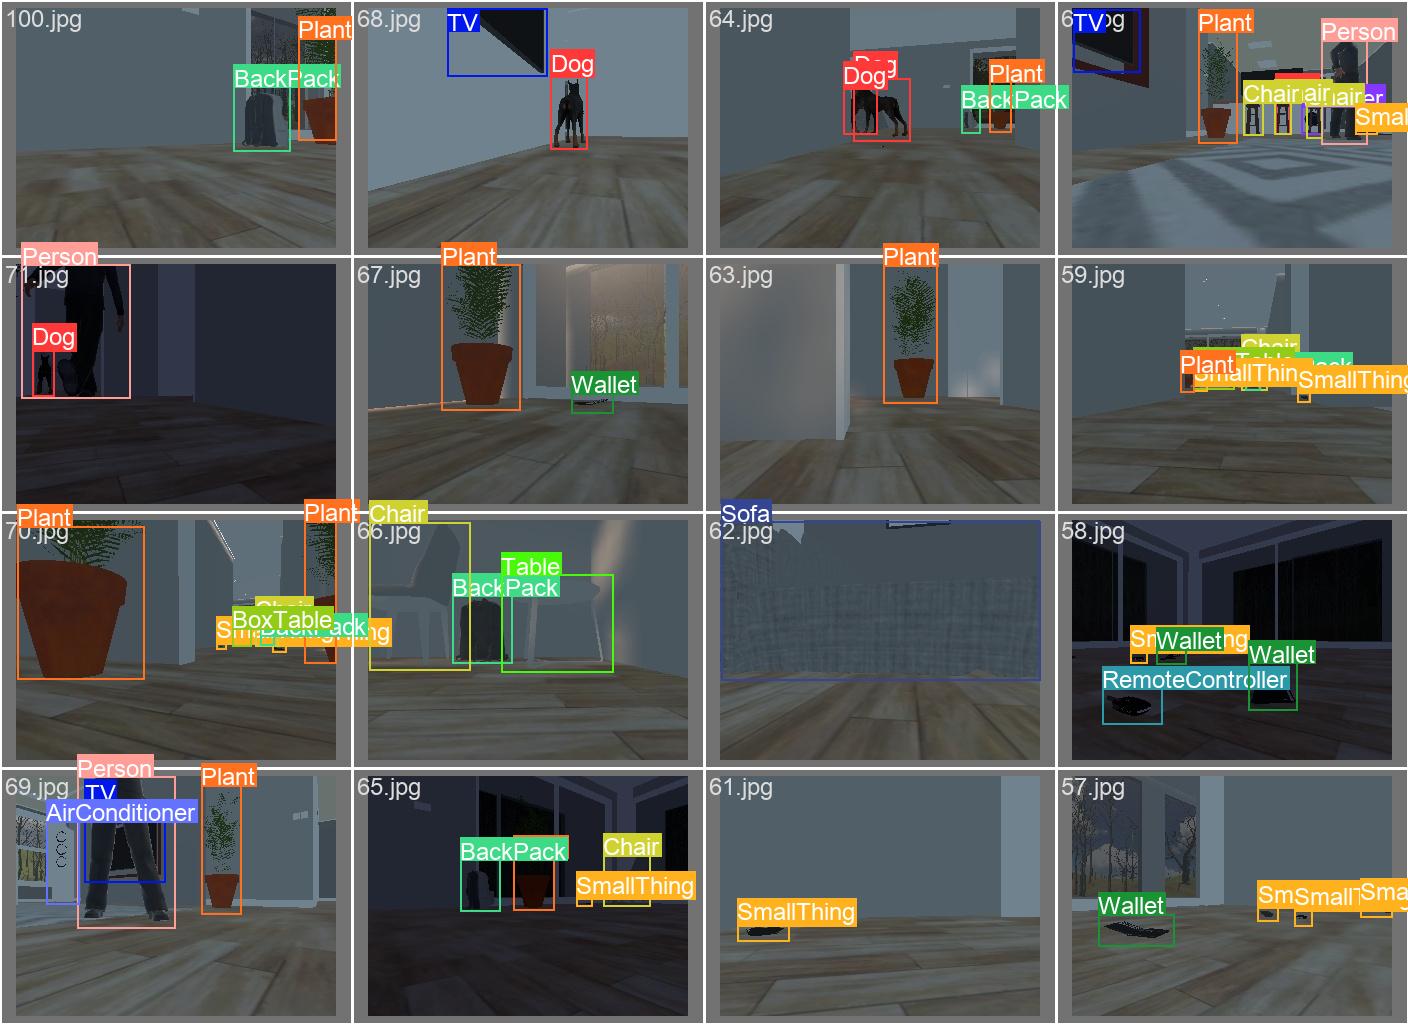 100.jpg
Plant
BackPack
68.jpg
TV
Dog
64.jpg
Dog
Dog
Plant
BackPack
TV
Plant
Person
Chair
71.jpg
Person
Dog
67.jpg
Plant
Wallet
63.jpg
Plant
59.jpg
Chair
Plant
SmallThing
70.jpg
Plant
Plant
Chair
BoxTable
BackPack
66.jpg
Chair
Table
BackPack
62.jpg
Sofa
58.jpg
Wallet
Wallet
RemoteController
69.jpg
Person
TV
Plant
AirConditioner
65.jpg
BackPack
Chair
SmallThing
61.jpg
SmallThing
57.jpg
Wallet